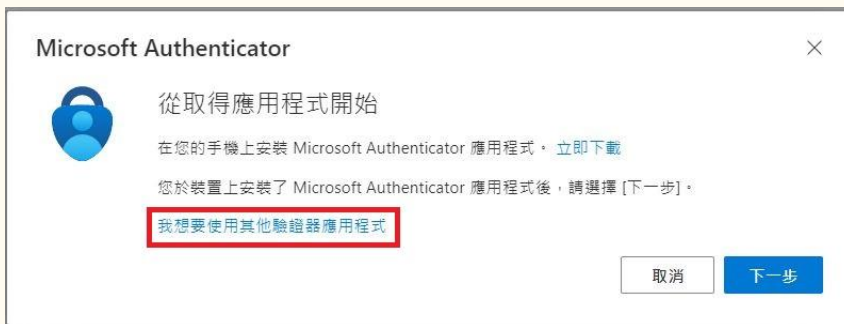 Microsoft Authenticator
從取得應用程式開始
在您的手機上安裝 Microsoft Authenticator 應用程式。 立即下載
您於裝置上安裝了 Microsoft Authenticator 應用程式後，請選擇 [下一步]。
我想要使用其他驗證器應用程式
取消
下一步